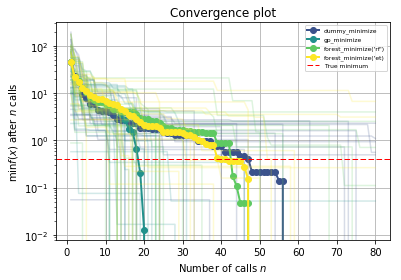 Convergence plot
min f(x) after n calls
10²
10¹
10⁰
10⁻¹
10⁻²
0 10 20 30 40 50 60 70 80
Number of calls n
dummy_minimize
gp_minimize
forest_minimize('rf')
forest_minimize('et)
True minimum